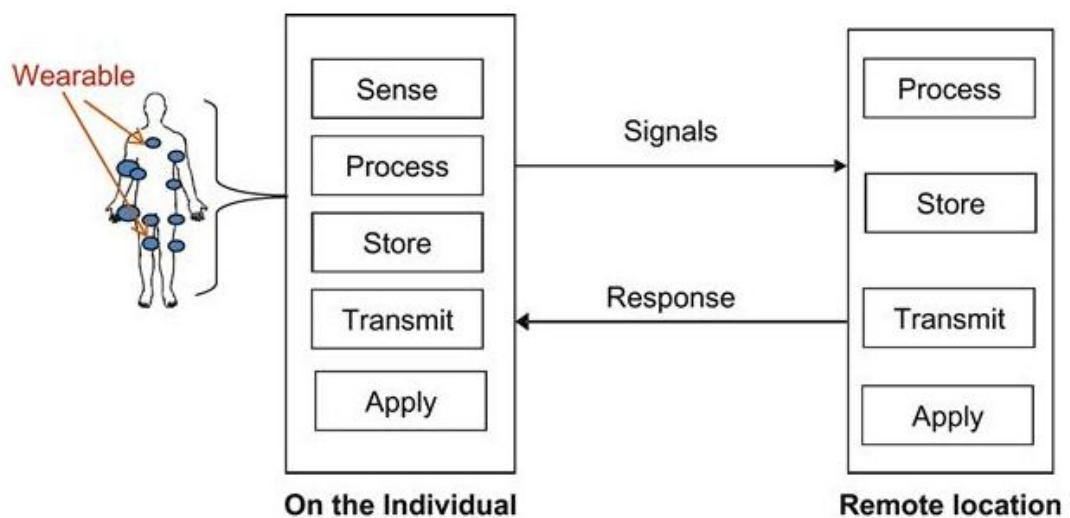 Wearable
Sense
Process
Store
Transmit
Apply
On the Individual
Signals
Response
Process
Store
Transmit
Apply
Remote location